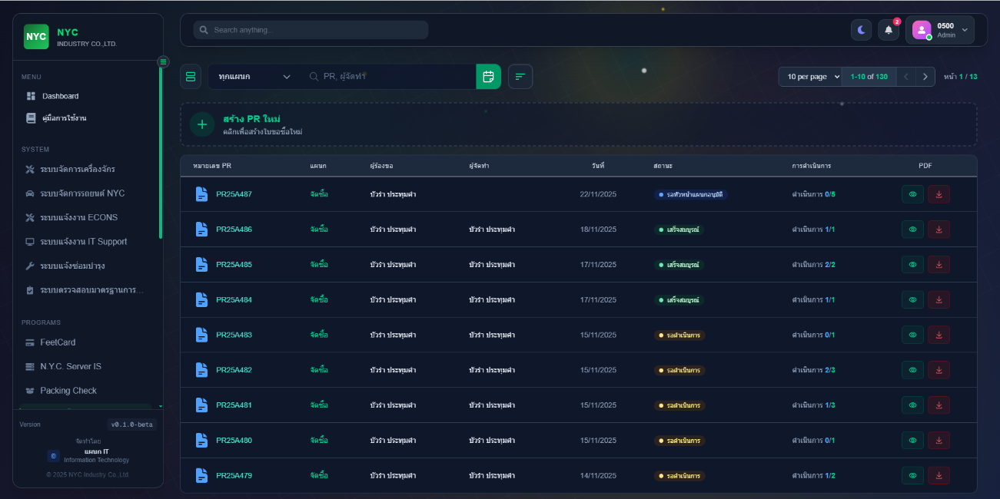 NYC
NYC
INDUSTRY CO.,LTD.
Search anything...
2
0500
Admin
MENU
Dashboard
คู่มือการใช้งาน
SYSTEM
ระบบจัดการเครื่องจักร
ระบบจัดการรถยนต์ NYC
ระบบแจ้งงาน ECONS
ระบบแจ้งงาน IT Support
ระบบแจ้งซ่อมบำรุง
ระบบตรวจสอบมาตรฐานการ...
PROGRAMS
FeetCard
N.Y.C. Server IS
Packing Check
Version v0.1.0-beta
จัดทำโดย
แผนก IT
Information Technology
© 2025 NYC Industry Co.,Ltd.
ทุกแผนก
PR, ผู้จัดทำ
10 per page 1-10 of 130 หน้า 1 / 13
สร้าง PR ใหม่
คลิกเพื่อสร้างใบขอซื้อใหม่
หมายเลข PR แผนก ผู้ร้องขอ ผู้จัดทำ วันที่ สถานะ การดำเนินการ PDF
PR25A487 จัดซื้อ บัวรำ ประทุมคำ 22/11/2025 รอหัวหน้าแผนกอนุมัติ ดำเนินการ 0/5
PR25A486 จัดซื้อ บัวรำ ประทุมคำ บัวรำ ประทุมคำ 18/11/2025 เสร็จสมบูรณ์ ดำเนินการ 1/1
PR25A485 จัดซื้อ บัวรำ ประทุมคำ บัวรำ ประทุมคำ 17/11/2025 เสร็จสมบูรณ์ ดำเนินการ 2/2
PR25A484 จัดซื้อ บัวรำ ประทุมคำ บัวรำ ประทุมคำ 17/11/2025 เสร็จสมบูรณ์ ดำเนินการ 1/1
PR25A483 จัดซื้อ บัวรำ ประทุมคำ บัวรำ ประทุมคำ 15/11/2025 รอดำเนินการ ดำเนินการ 0/1
PR25A482 จัดซื้อ บัวรำ ประทุมคำ บัวรำ ประทุมคำ 15/11/2025 รอดำเนินการ ดำเนินการ 2/3
PR25A481 จัดซื้อ บัวรำ ประทุมคำ บัวรำ ประทุมคำ 15/11/2025 รอดำเนินการ ดำเนินการ 1/3
PR25A480 จัดซื้อ บัวรำ ประทุมคำ บัวรำ ประทุมคำ 15/11/2025 รอดำเนินการ ดำเนินการ 0/1
PR25A479 จัดซื้อ บัวรำ ประทุมคำ บัวรำ ประทุมคำ 14/11/2025 รอดำเนินการ ดำเนินการ 1/2